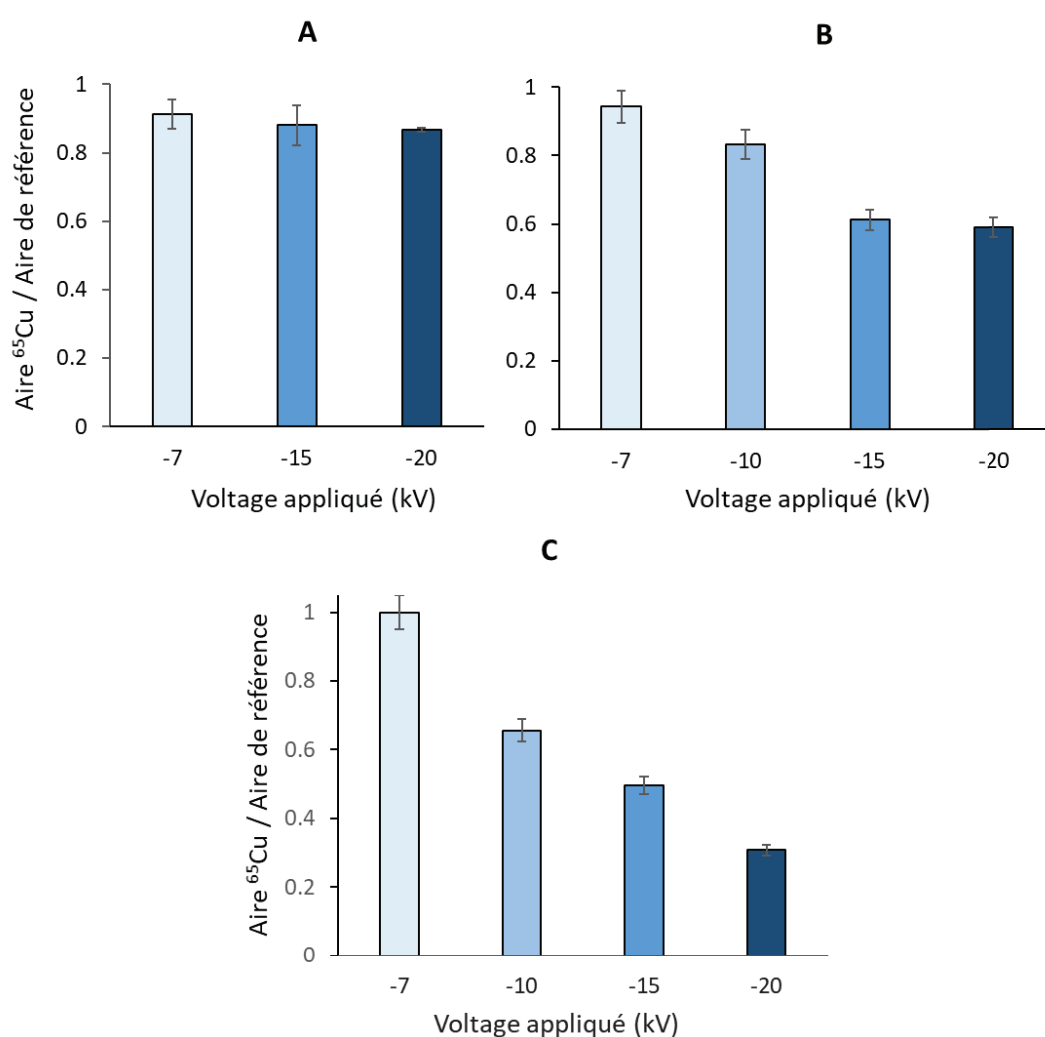 A
Aire ⁶⁵Cu / Aire de référence
1
0.8
0.6
0.4
0.2
0
-7 -15 -20
Voltage appliqué (kV)
B
1
0.8
0.6
0.4
0.2
0
-7 -10 -15 -20
Voltage appliqué (kV)
C
Aire ⁶⁵Cu / Aire de référence
1
0.8
0.6
0.4
0.2
0
-7 -10 -15 -20
Voltage appliqué (kV)